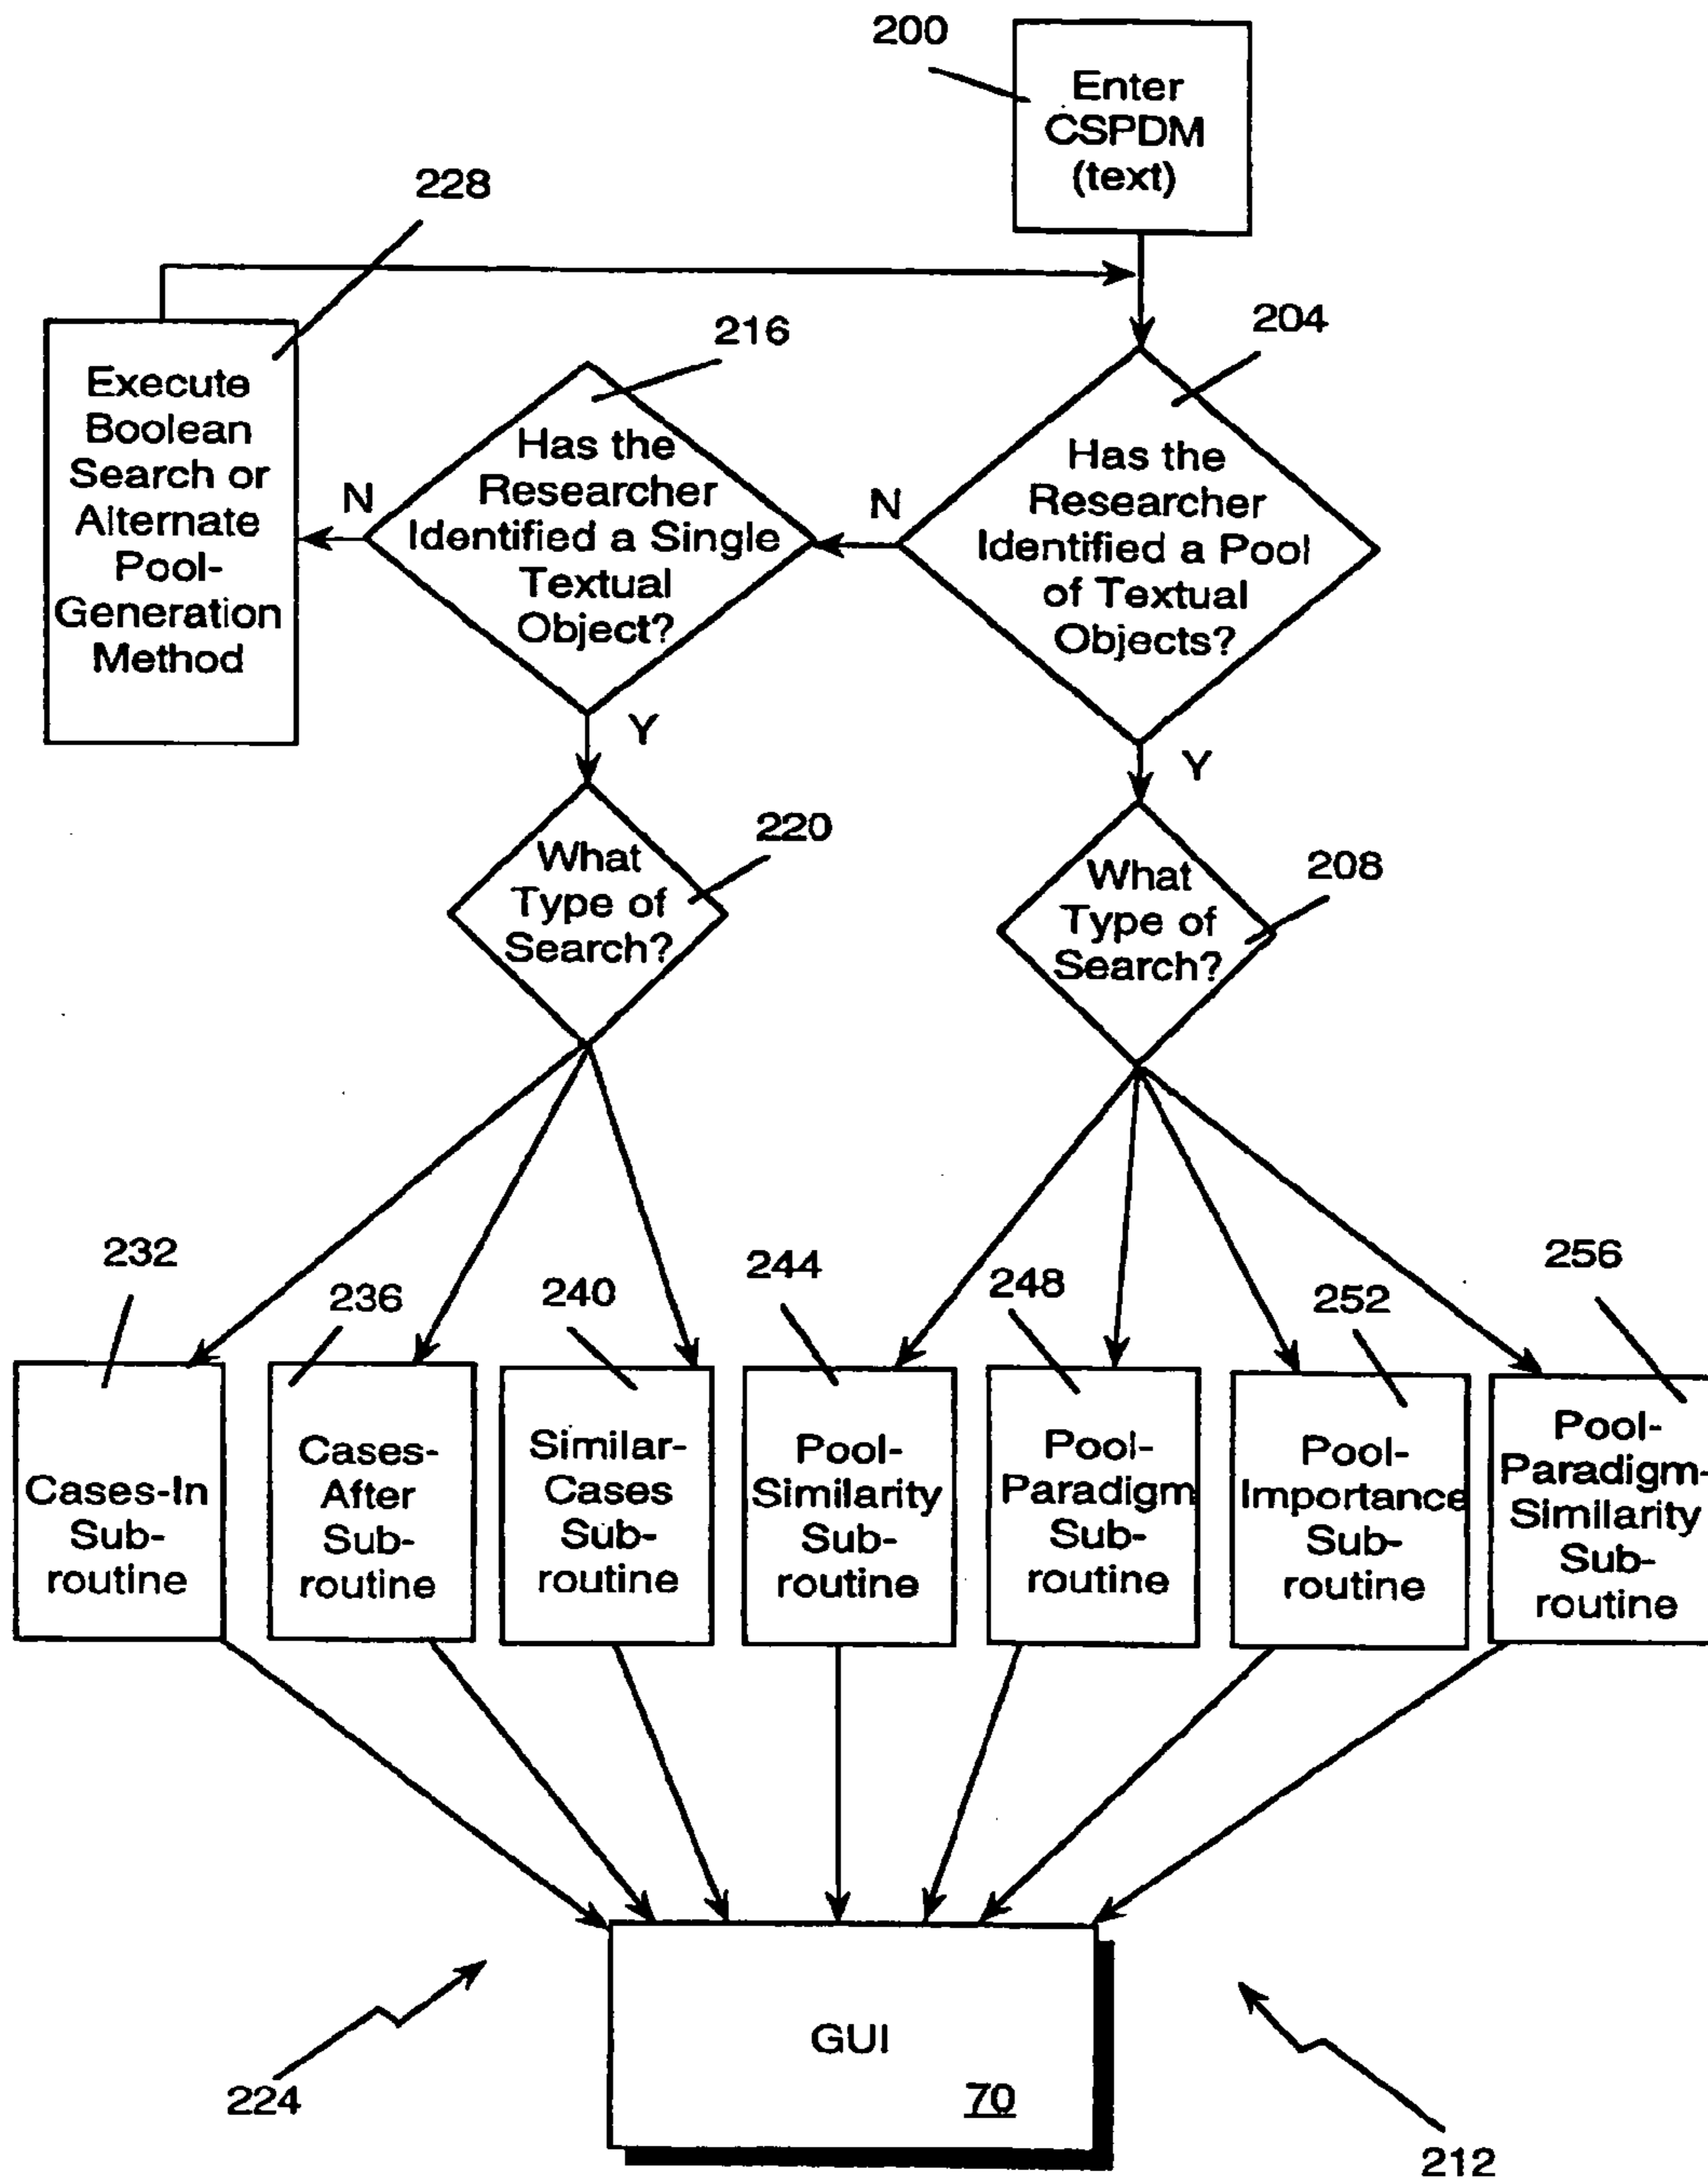 200
Enter
CSPDM
(text)
228
216
204
Execute
Boolean
Search or
Alternate
Pool-
Generation
Method
N
Has the
Researcher
Identified a Single
Textual
Object?
N
Has the
Researcher
Identified a Pool
of Textual
Objects?
Y
Y
220
What
Type of
Search?
208
What
Type of
Search?
232
236
240
244
248
252
256
Cases-In
Sub-
routine
Cases-
After
Sub-
routine
Similar-
Cases
Sub-
routine
Pool-
Similarity
Sub-
routine
Pool-
Paradigm
Sub-
routine
Pool-
Importance
Sub-
routine
Pool-
Paradigm-
Similarity
Sub-
routine
GUI
70
224
212